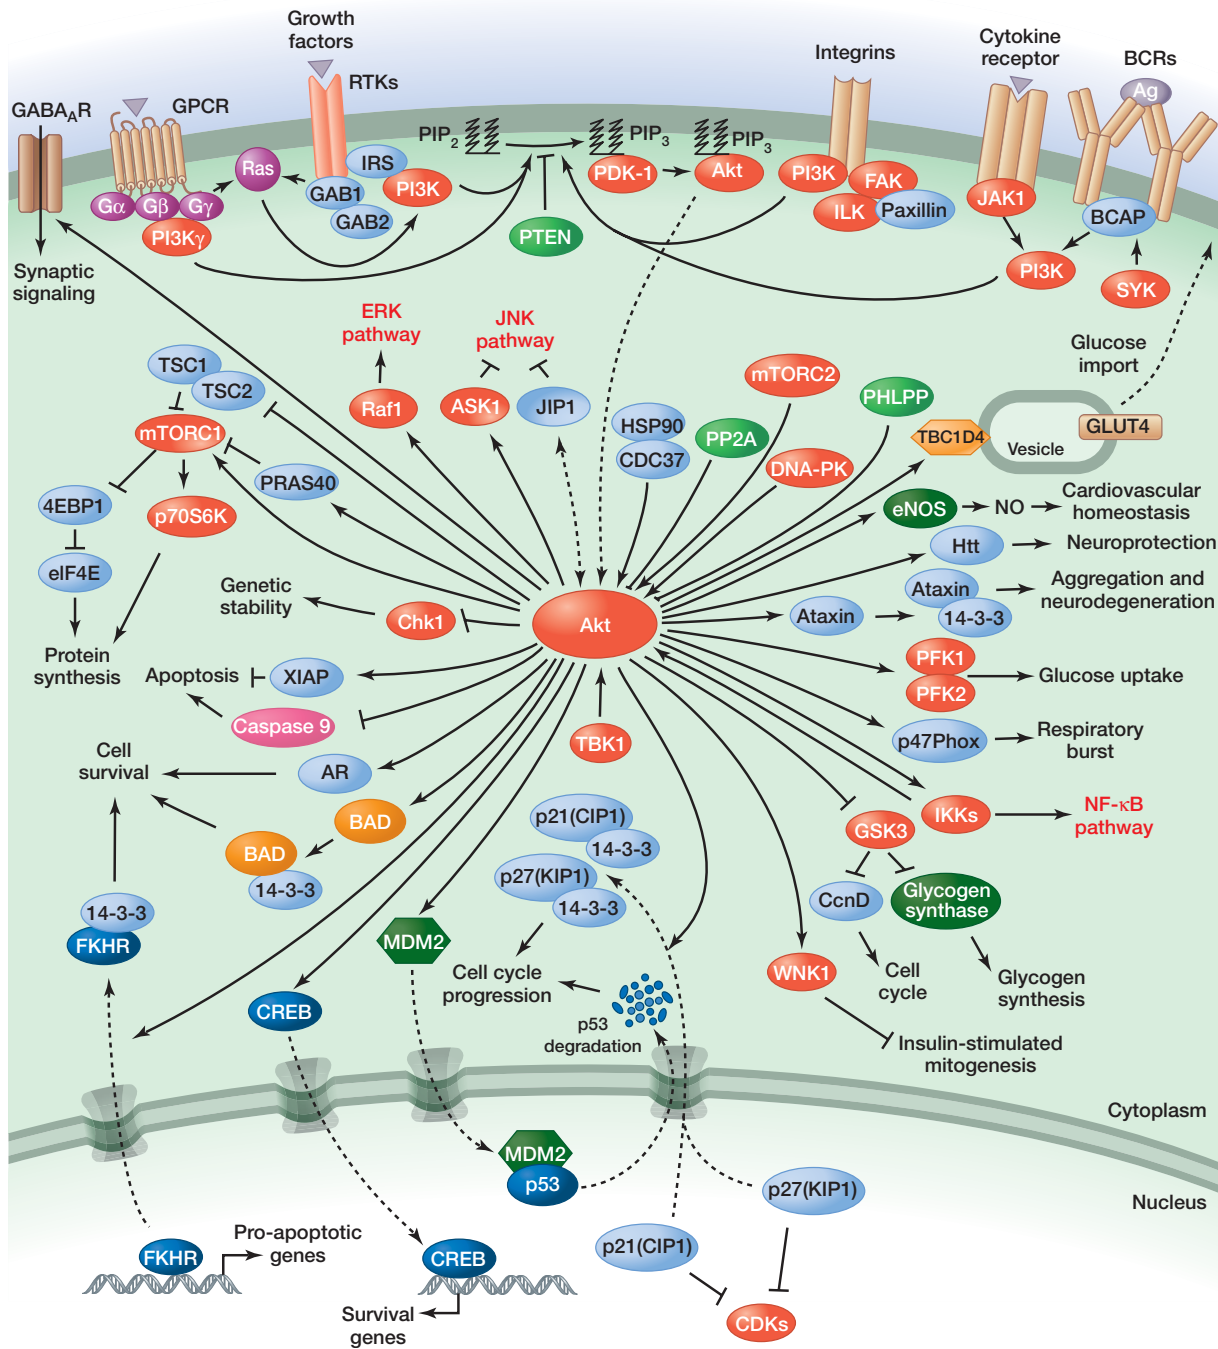 Growth
factors
RTKs
GABA_AR
GPCR
Integrins
Cytokine
receptor
BCRs
Ag
PIP2
PIP3
PIP3
Ras
IRS
GAB1
GAB2
PI3K
Gα
Gβ
Gγ
PI3Kγ
PTEN
PDK-1
Akt
PI3K
FAK
ILK
Paxillin
JAK1
BCAP
PI3K
SYK
Synaptic
signaling
ERK
pathway
JNK
pathway
Glucose
import
TSC1
TSC2
mTORC1
Raf1
ASK1
JIP1
HSP90
CDC37
PP2A
mTORC2
DNA-PK
PHLPP
TBC1D4
Vesicle
GLUT4
4EBP1
p70S6K
PRAS40
eIF4E
eNOS
NO
Cardiovascular
homeostasis
Htt
Neuroprotection
Genetic
stability
Chk1
Akt
Ataxin
Ataxin
14-3-3
Aggregation and
neurodegeneration
Protein
synthesis
Apoptosis
XIAP
Caspase 9
PFK1
PFK2
Glucose uptake
TBK1
p47Phox
Respiratory
burst
Cell
survival
AR
BAD
BAD
14-3-3
p21(CIP1)
14-3-3
p27(KIP1)
14-3-3
GSK3
IKKs
NF-κB
pathway
CcnD
Glycogen
synthase
14-3-3
FKHR
MDM2
Cell cycle
progression
WNK1
Cell
cycle
Glycogen
synthesis
CREB
p53
degradation
Insulin-stimulated
mitogenesis
Cytoplasm
MDM2
p53
p27(KIP1)
Nucleus
FKHR
Pro-apoptotic
genes
CREB
p21(CIP1)
Survival
genes
CDKs